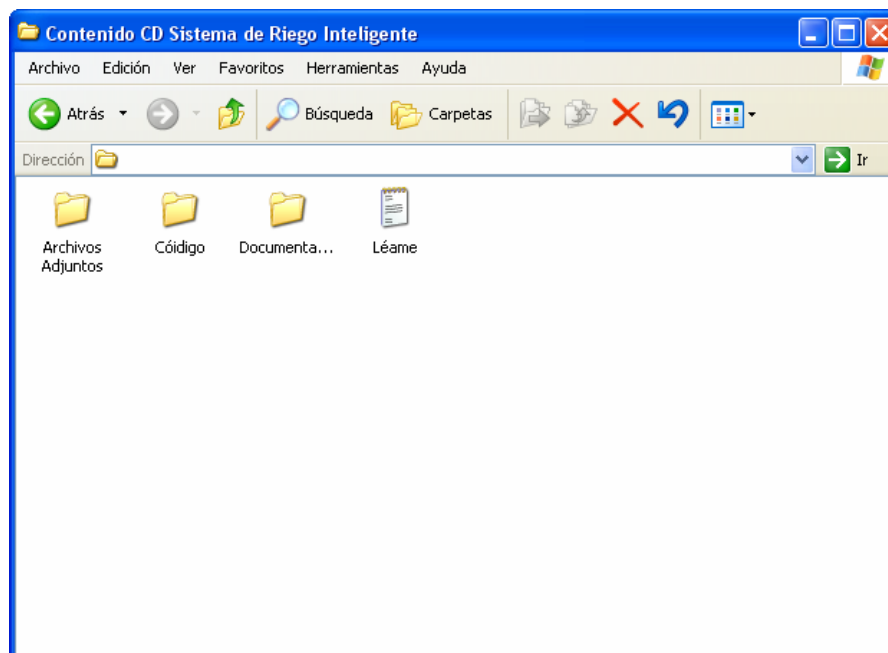 Contenido CD Sistema de Riego Inteligente
Archivo Edición Ver Favoritos Herramientas Ayuda
Atrás Búsqueda Carpetas
Dirección Ir
Archivos Adjuntos
Cóidigo
Documenta...
Léame